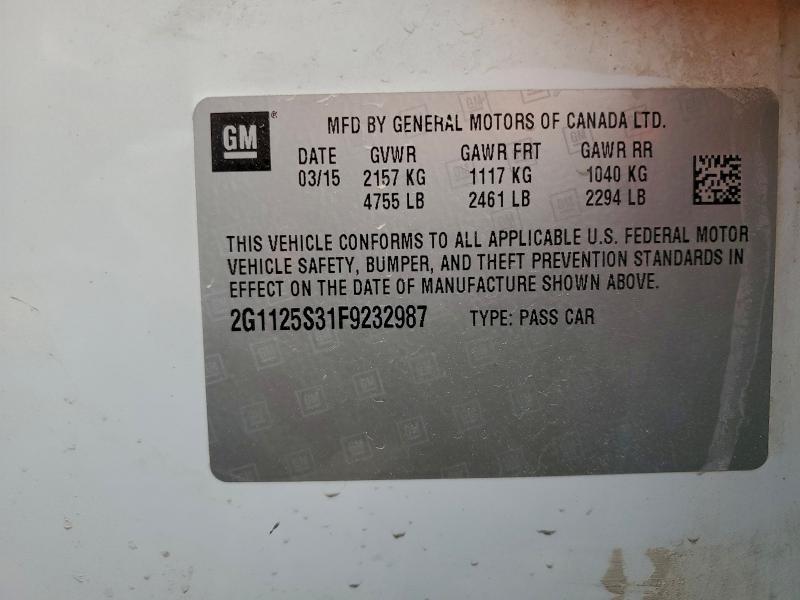 GM
MFD BY GENERAL MOTORS OF CANADA LTD.
DATE GVWR GAWR FRT GAWR RR
03/15 2157 KG 1117 KG 1040 KG
4755 LB 2461 LB 2294 LB
THIS VEHICLE CONFORMS TO ALL APPLICABLE U.S. FEDERAL MOTOR
VEHICLE SAFETY, BUMPER, AND THEFT PREVENTION STANDARDS IN
EFFECT ON THE DATE OF MANUFACTURE SHOWN ABOVE.
2G1125S31F9232987 TYPE: PASS CAR